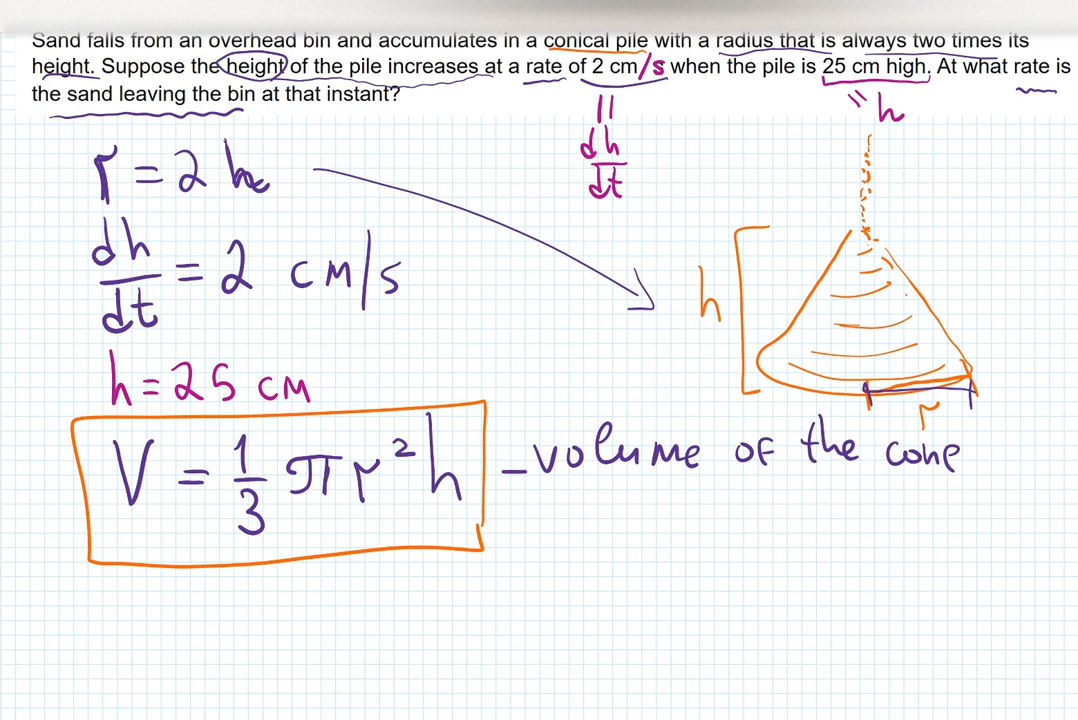 Sand falls from an overhead bin and accumulates in a conical pile with a radius that is always two times its
height. Suppose the height of the pile increases at a rate of 2 cm/s when the pile is 25 cm high. At what rate is
the sand leaving the bin at that instant?
= h
= dh/dt
r = 2h
dh/dt = 2 cm/s
h
h = 25 cm
r
V = 1/3 πr²h - volume of the cone